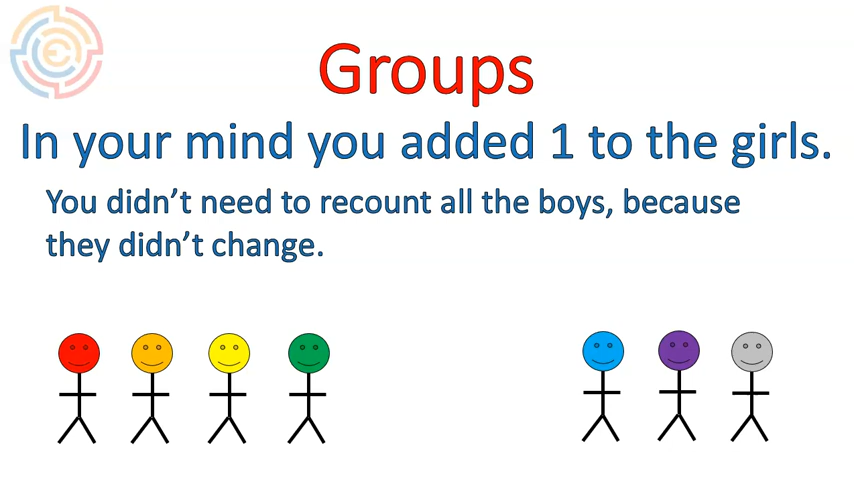 Groups
In your mind you added 1 to the girls.
You didn’t need to recount all the boys, because
they didn’t change.